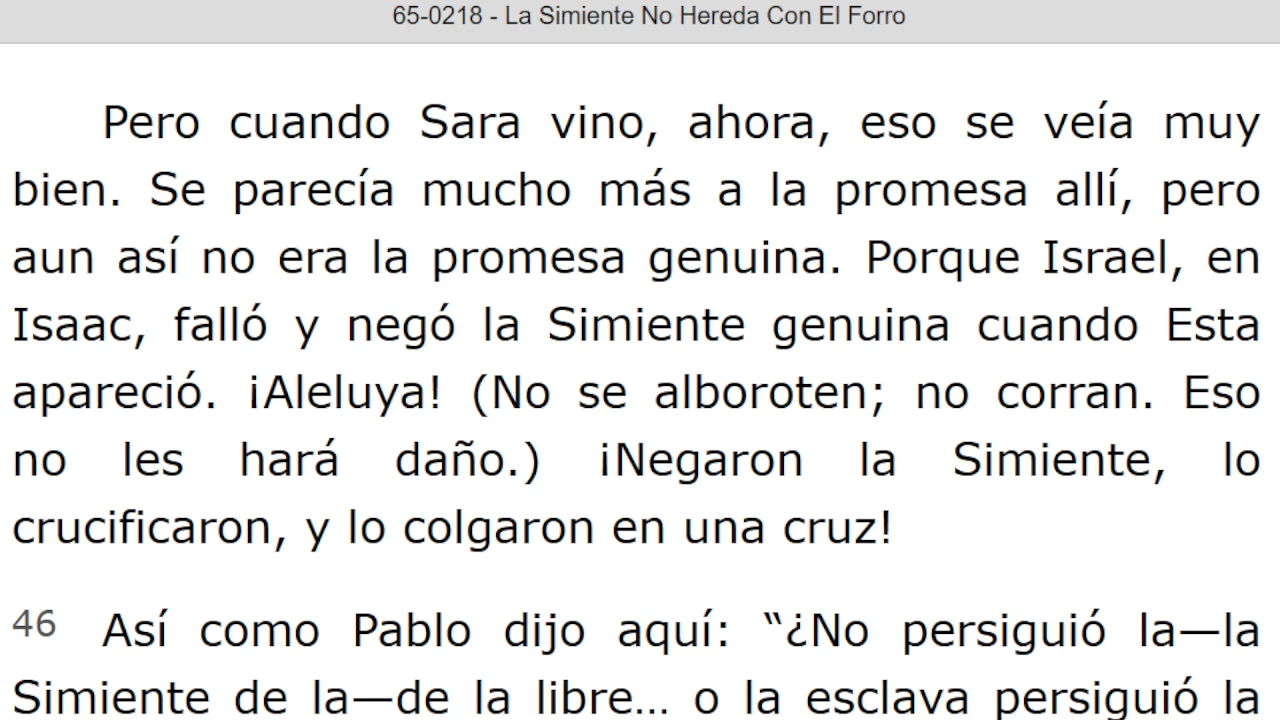 65-0218 - La Simiente No Hereda Con El Forro
Pero cuando Sara vino, ahora, eso se veía muy
bien. Se parecía mucho más a la promesa allí, pero
aun así no era la promesa genuina. Porque Israel, en
Isaac, falló y negó la Simiente genuina cuando Esta
apareció. ¡Aleluya! (No se alboroten; no corran. Eso
no les hará daño.) ¡Negaron la Simiente, lo
crucificaron, y lo colgaron en una cruz!
46 Así como Pablo dijo aquí: “¿No persiguió la—la
Simiente de la—de la libre… o la esclava persiguió la